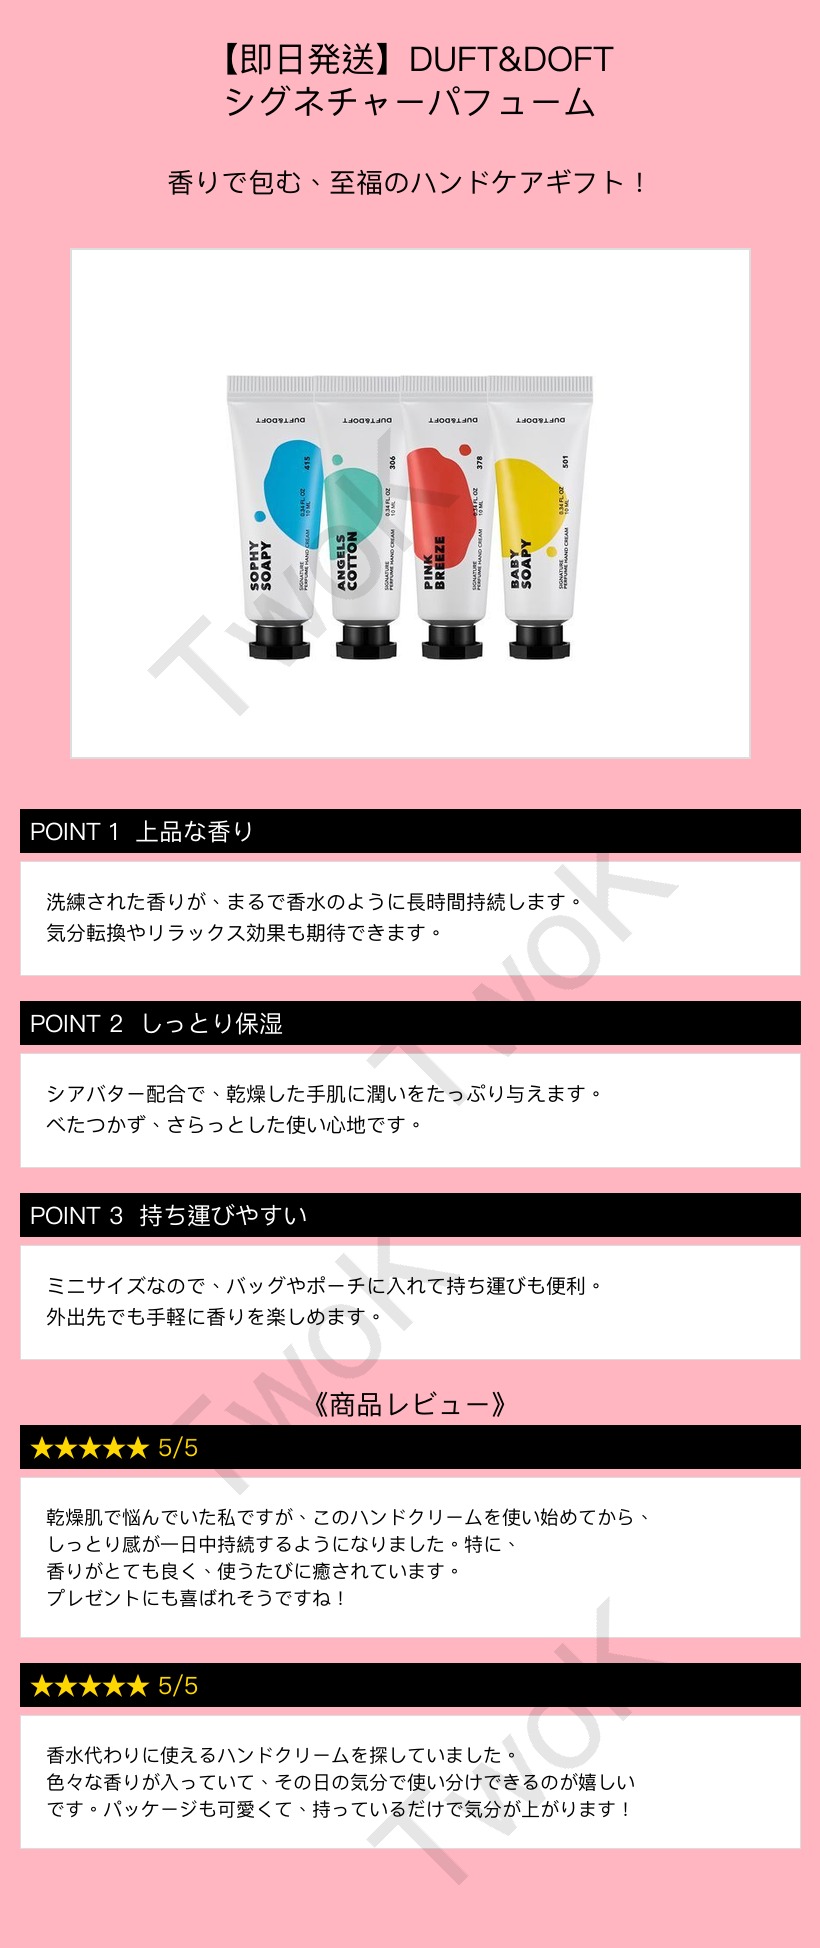 【即日発送】DUFT&DOFT
シグネチャーパフューム
香りで包む、至福のハンドケアギフト！
DUFT&DOFT
DUFT&DOFT
DUFT&DOFT
DUFT&DOFT
415
306
378
501
0.34 FL. OZ
10 ML
0.34 FL. OZ
10 ML
0.34 FL. OZ
10 ML
0.34 FL. OZ
10 ML
SOPHY
SOAPY
SIGNATURE
PERFUME HAND CREAM
ANGELS
COTTON
SIGNATURE
PERFUME HAND CREAM
PINK
BREEZE
SIGNATURE
PERFUME HAND CREAM
BABY
SOAPY
SIGNATURE
PERFUME HAND CREAM
TwoK
POINT 1 上品な香り
洗練された香りが、まるで香水のように長時間持続します。
気分転換やリラックス効果も期待できます。
TwoK
POINT 2 しっとり保湿
シアバター配合で、乾燥した手肌に潤いをたっぷり与えます。
べたつかず、さらっとした使い心地です。
POINT 3 持ち運びやすい
ミニサイズなので、バッグやポーチに入れて持ち運びも便利。
外出先でも手軽に香りを楽しめます。
TwoK
《商品レビュー》
★★★★★ 5/5
乾燥肌で悩んでいた私ですが、このハンドクリームを使い始めてから、
しっとり感が一日中持続するようになりました。特に、
香りがとても良く、使うたびに癒されています。
プレゼントにも喜ばれそうですね！
★★★★★ 5/5
香水代わりに使えるハンドクリームを探していました。
色々な香りが入っていて、その日の気分で使い分けできるのが嬉しい
です。パッケージも可愛くて、持っているだけで気分が上がります！
TwoK